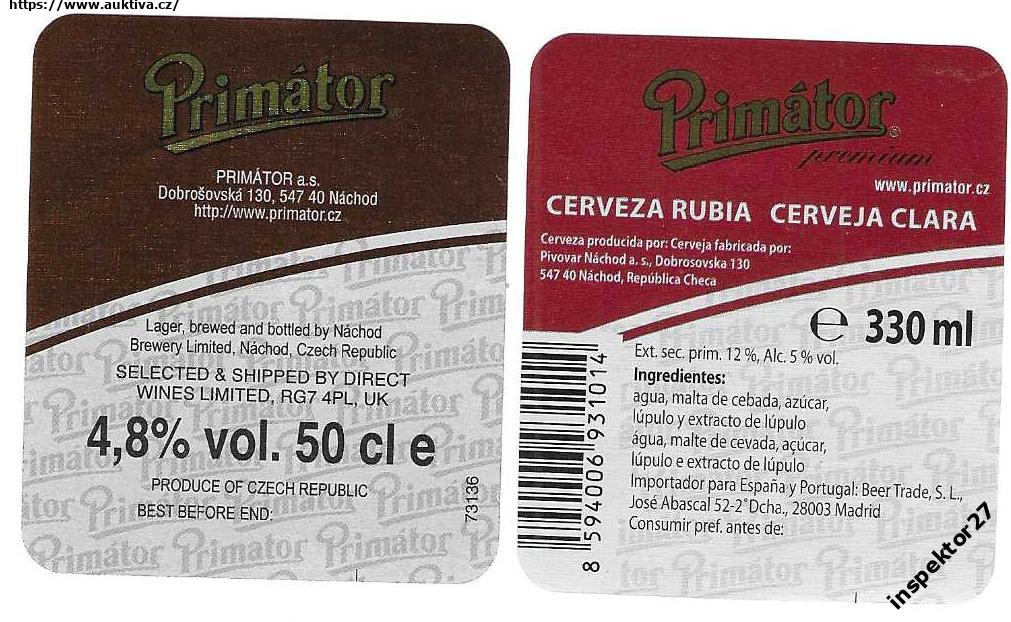 https://www.auktiva.cz/
Primátor
PRIMÁTOR a.s.
Dobrošovská 130, 547 40 Náchod
http://www.primator.cz
Lager, brewed and bottled by Náchod
Brewery Limited, Náchod, Czech Republic
SELECTED & SHIPPED BY DIRECT
WINES LIMITED, RG7 4PL, UK
4,8% vol. 50 cl e
PRODUCE OF CZECH REPUBLIC
BEST BEFORE END:
73136
Primátor®
premium
www.primator.cz
CERVEZA RUBIA CERVEJA CLARA
Cerveza producida por: Cerveja fabricada por:
Pivovar Náchod a. s., Dobrosovska 130
547 40 Náchod, República Checa
℮ 330 ml
Ext. sec. prim. 12 %, Alc. 5 % vol.
Ingredientes:
agua, malta de cebada, azúcar,
lúpulo y extracto de lúpulo
água, malte de cevada, açúcar,
lúpulo e extracto de lúpulo
Importador para España y Portugal: Beer Trade, S. L.,
José Abascal 52-2°Dcha., 28003 Madrid
Consumir pref. antes de:
8 594006 931014
inspektor27